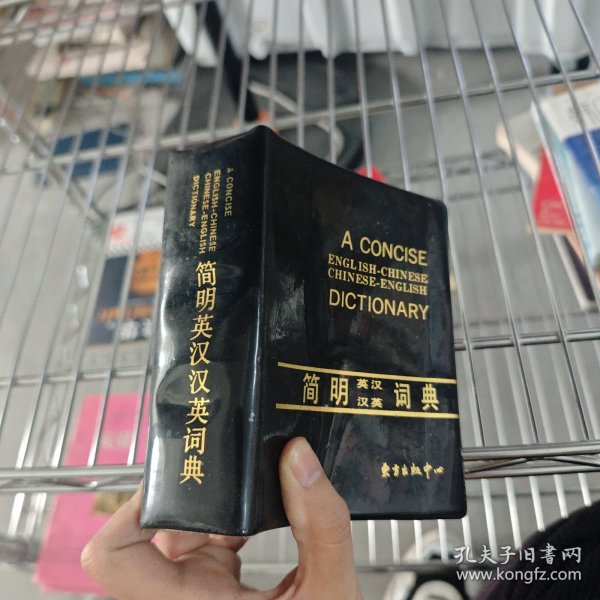 A CONCISE
ENGLISH-CHINESE
CHINESE-ENGLISH
DICTIONARY
简明英汉汉英词典
A CONCISE
ENGLISH-CHINESE
CHINESE-ENGLISH
DICTIONARY
简明 英汉 词典
汉英
东方出版中心
孔夫子旧书网
www.kongfz.com